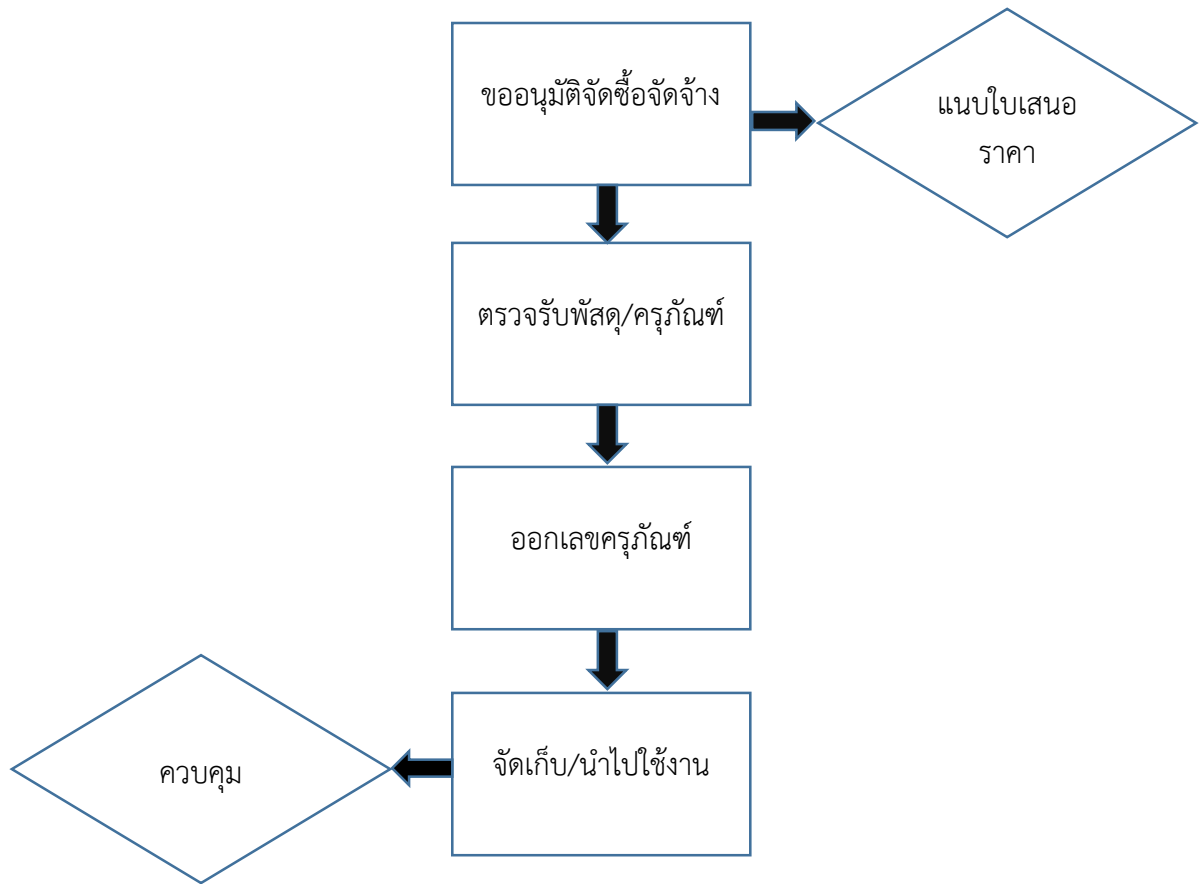 ขออนุมัติจัดซื้อจัดจ้าง
แนบใบเสนอ
ราคา
ตรวจรับพัสดุ/ครุภัณฑ์
ออกเลขครุภัณฑ์
จัดเก็บ/นำไปใช้งาน
ควบคุม